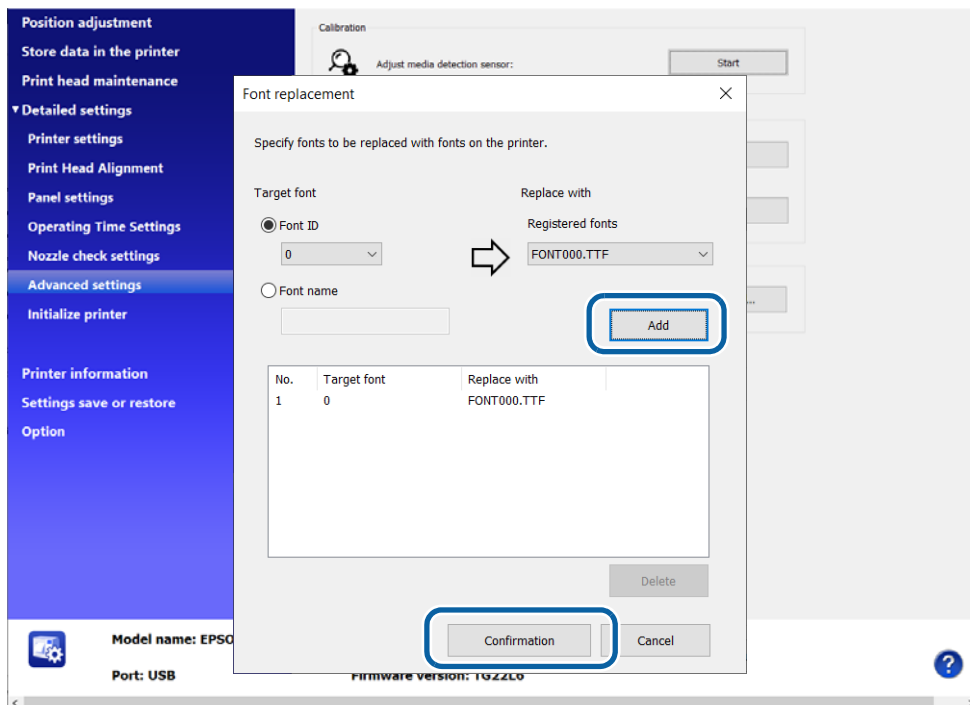 Position adjustment
Store data in the printer
Print head maintenance
Detailed settings
Printer settings
Print Head Alignment
Panel settings
Operating Time Settings
Nozzle check settings
Advanced settings
Initialize printer
Printer information
Settings save or restore
Option
Calibration
Adjust media detection sensor:
Start
Font replacement
Specify fonts to be replaced with fonts on the printer.
Target font
Replace with
Font ID
Registered fonts
0
FONT000.TTF
Font name
...
Add
No. Target font Replace with
1 0 FONT000.TTF
Delete
Confirmation
Cancel
Model name: EPSO
Port: USB
Firmware version:
?